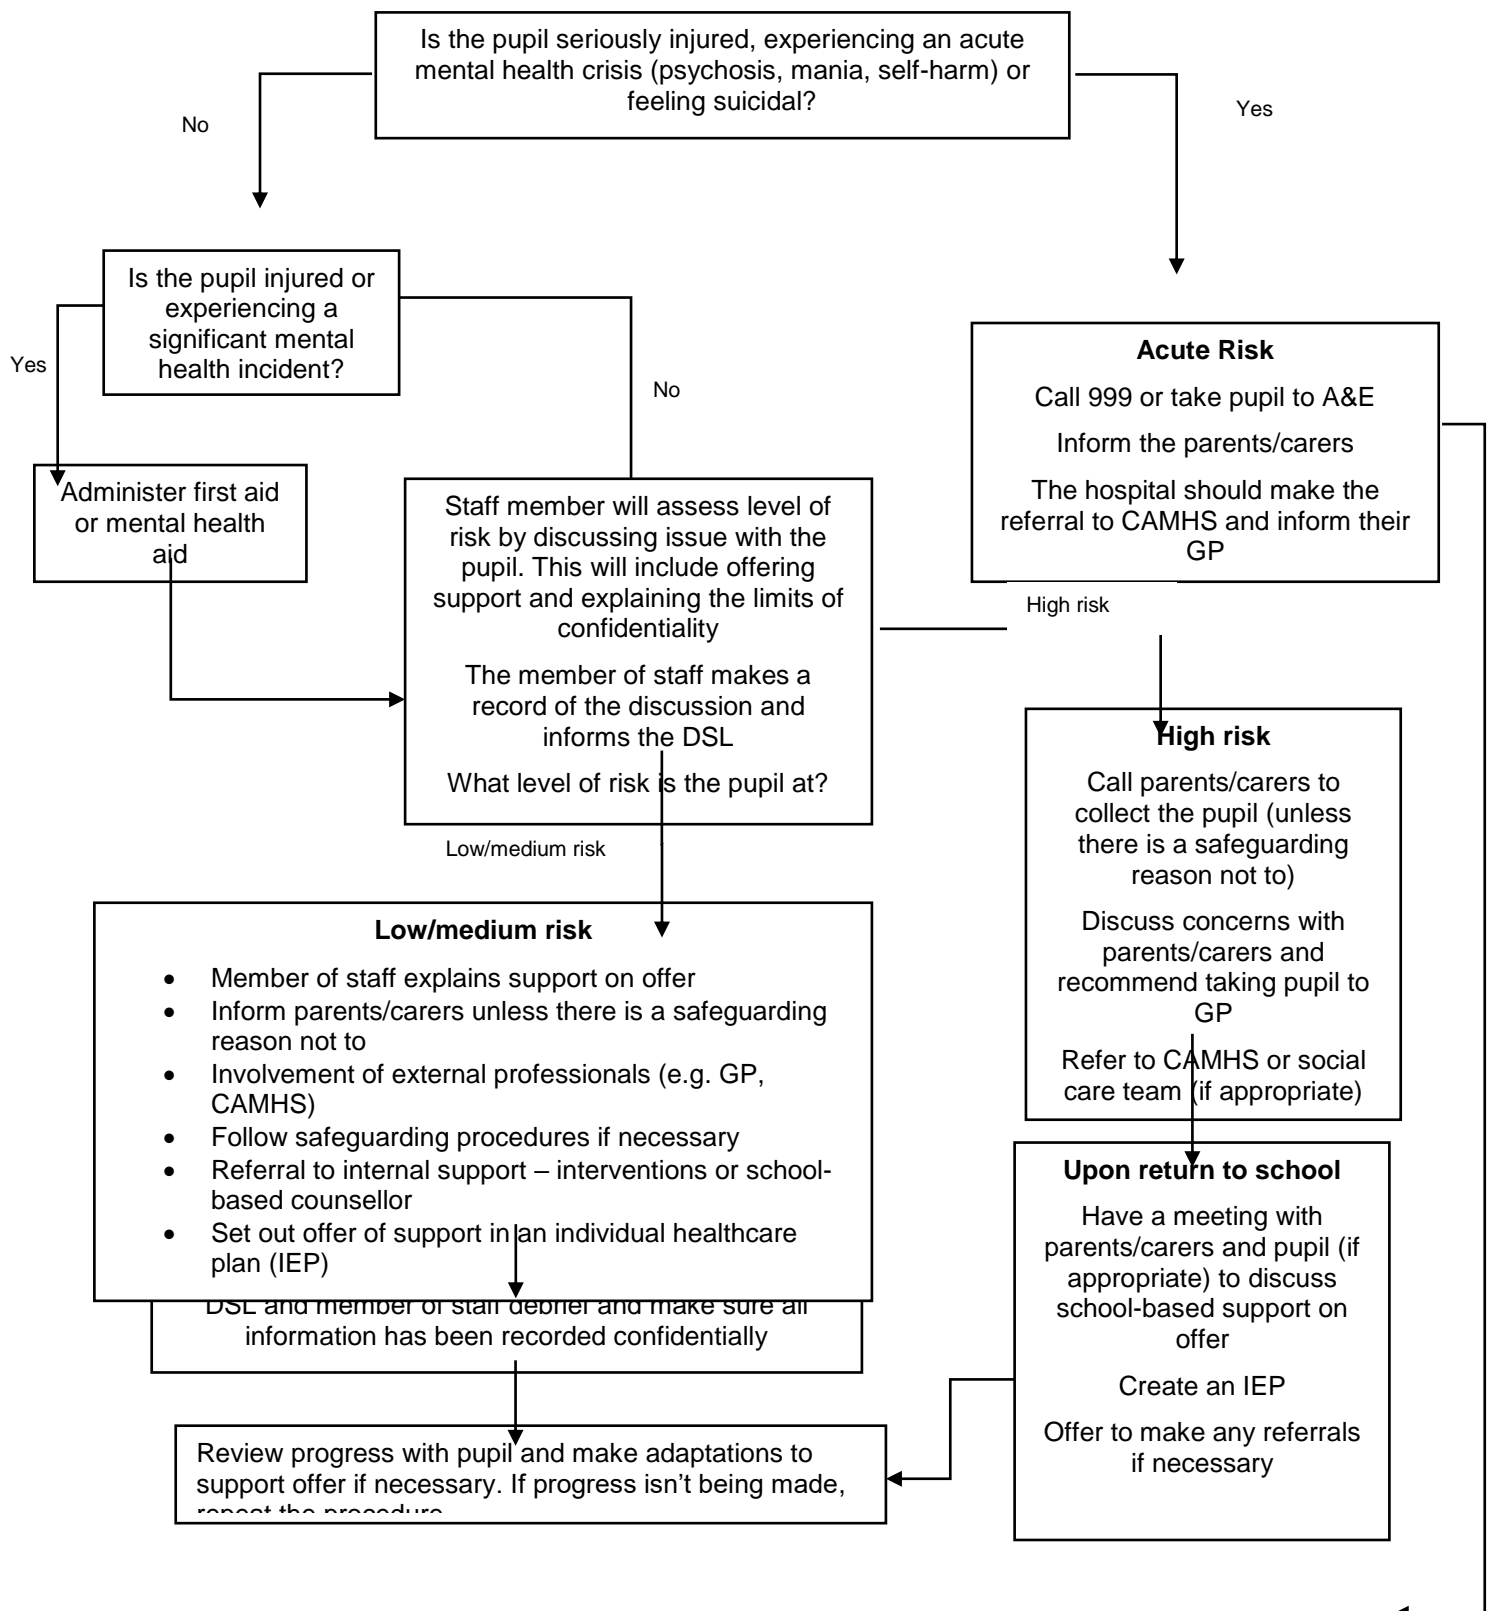 Is the pupil seriously injured, experiencing an acute
mental health crisis (psychosis, mania, self-harm) or
feeling suicidal?
No
Yes
Is the pupil injured or
experiencing a
significant mental
health incident?
Yes
No
Acute Risk
Call 999 or take pupil to A&E
Inform the parents/carers
The hospital should make the
referral to CAMHS and inform their
GP
Administer first aid
or mental health
aid
Staff member will assess level of
risk by discussing issue with the
pupil. This will include offering
support and explaining the limits of
confidentiality
The member of staff makes a
record of the discussion and
informs the DSL
What level of risk is the pupil at?
High risk
Low/medium risk
High risk
Call parents/carers to
collect the pupil (unless
there is a safeguarding
reason not to)
Discuss concerns with
parents/carers and
recommend taking pupil to
GP
Refer to CAMHS or social
care team (if appropriate)
Low/medium risk
• Member of staff explains support on offer
• Inform parents/carers unless there is a safeguarding
reason not to
• Involvement of external professionals (e.g. GP,
CAMHS)
• Follow safeguarding procedures if necessary
• Referral to internal support – interventions or school-
based counsellor
• Set out offer of support in an individual healthcare
plan (IEP)
DSL and member of staff debrief and make sure all
information has been recorded confidentially
Upon return to school
Have a meeting with
parents/carers and pupil (if
appropriate) to discuss
school-based support on
offer
Create an IEP
Offer to make any referrals
if necessary
Review progress with pupil and make adaptations to
support offer if necessary. If progress isn't being made,
repeat the procedure